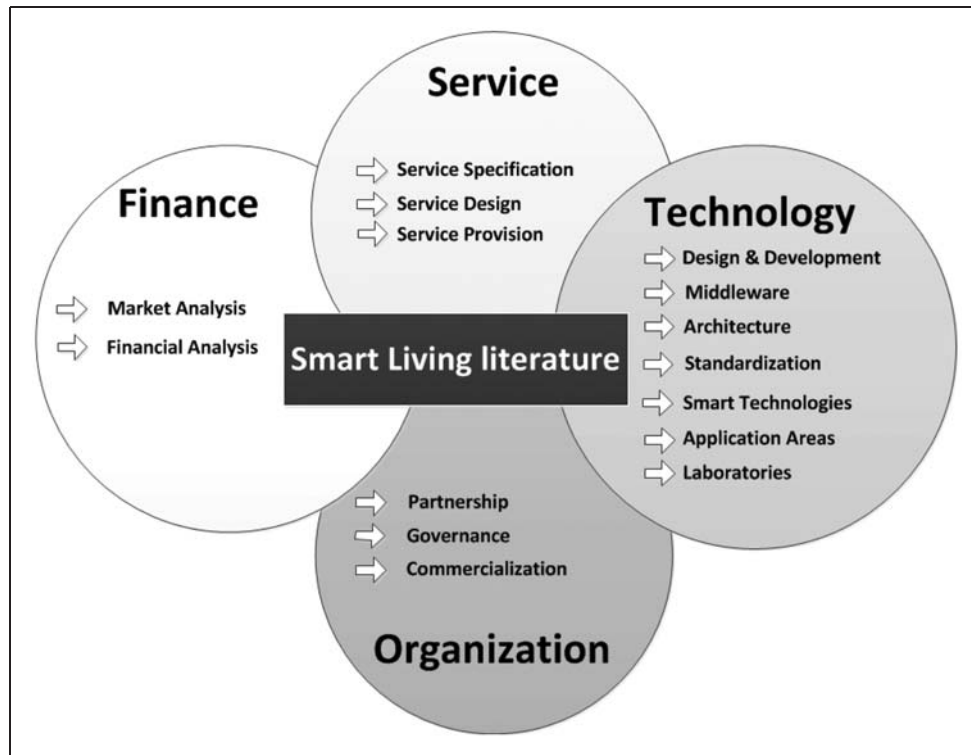 Service
Service Specification
Service Design
Service Provision
Finance
Market Analysis
Financial Analysis
Technology
Design & Development
Middleware
Architecture
Standardization
Smart Technologies
Application Areas
Laboratories
Smart Living literature
Partnership
Governance
Commercialization
Organization